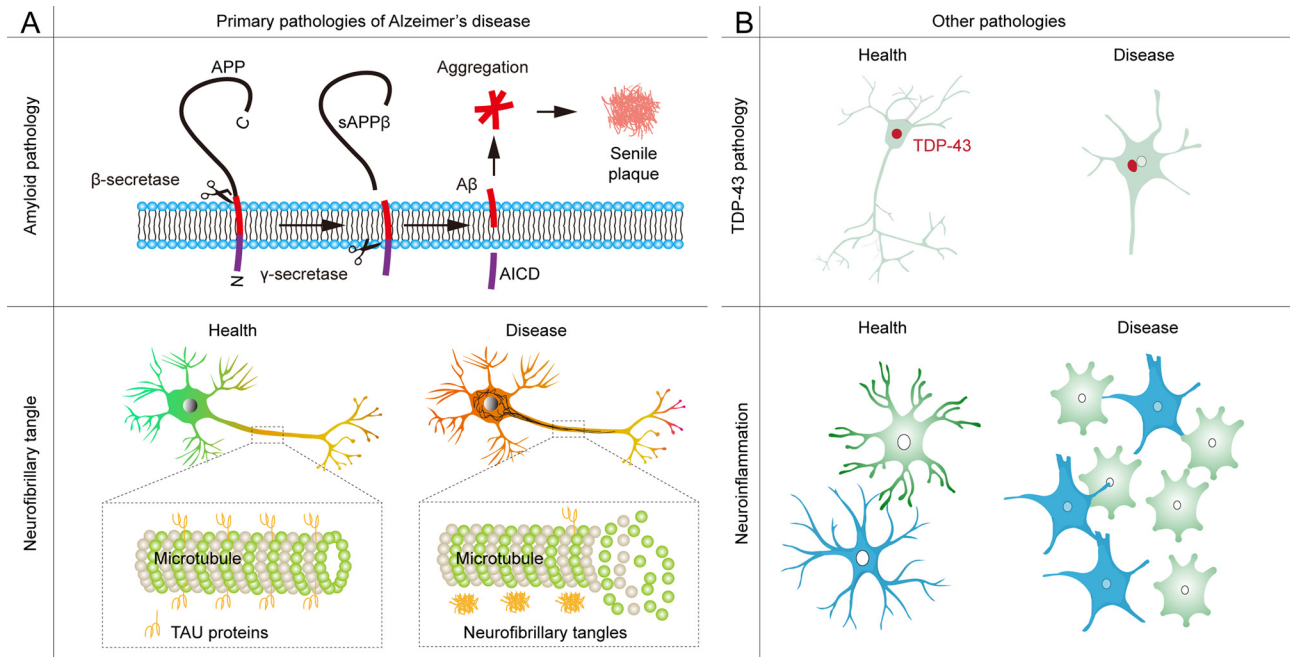 A
Primary pathologies of Alzeimer's disease
Amyloid pathology
APP
C
β-secretase
N
sAPPβ
γ-secretase
Aggregation
Aβ
AICD
Senile
plaque
Neurofibrillary tangle
Health
Disease
Microtubule
TAU proteins
Microtubule
Neurofibrillary tangles
B
Other pathologies
TDP-43 pathology
Health
Disease
TDP-43
Neuroinflammation
Health
Disease